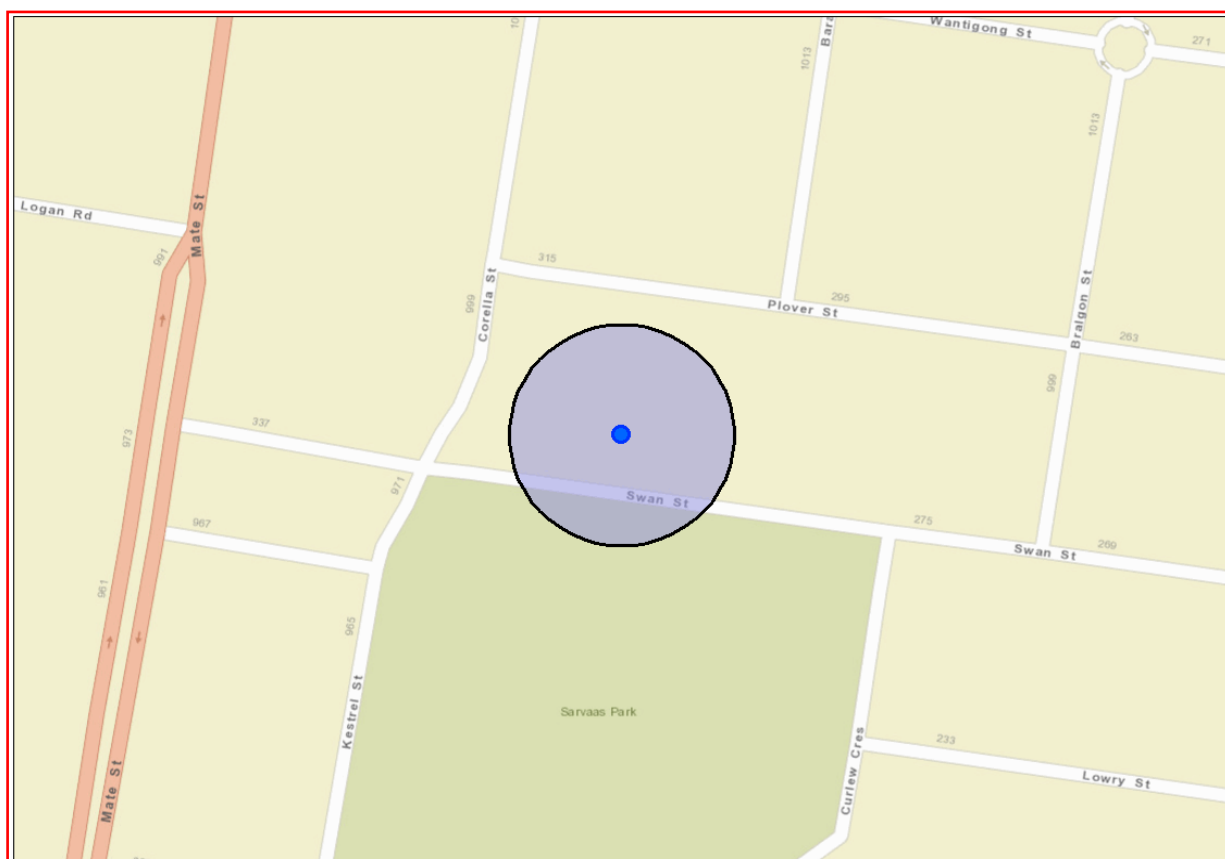 Wantigong St
271
1013
1013
Logan Rd
Mate St
991
315
Corella St
999
295
Plover St
Bralgon St
263
999
337
973
971
Swan St
275
Swan St
269
967
961
965
Sarvaas Park
Kestrel St
Mate St
Curlew Cres
233
Lowry St